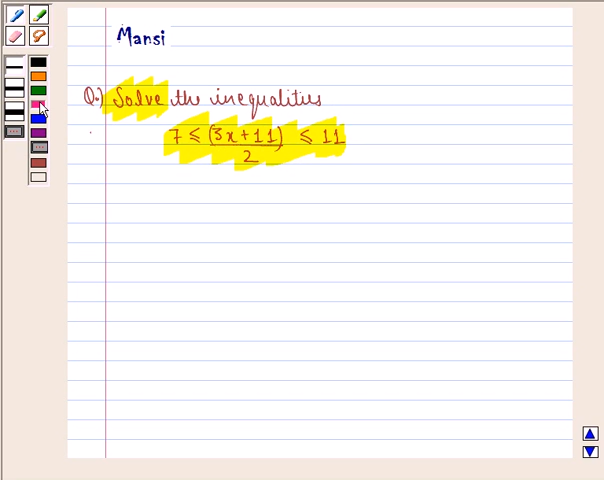 Mansi
Q.) Solve the inequalities
7 ≤ (3x+11)/2 ≤ 11